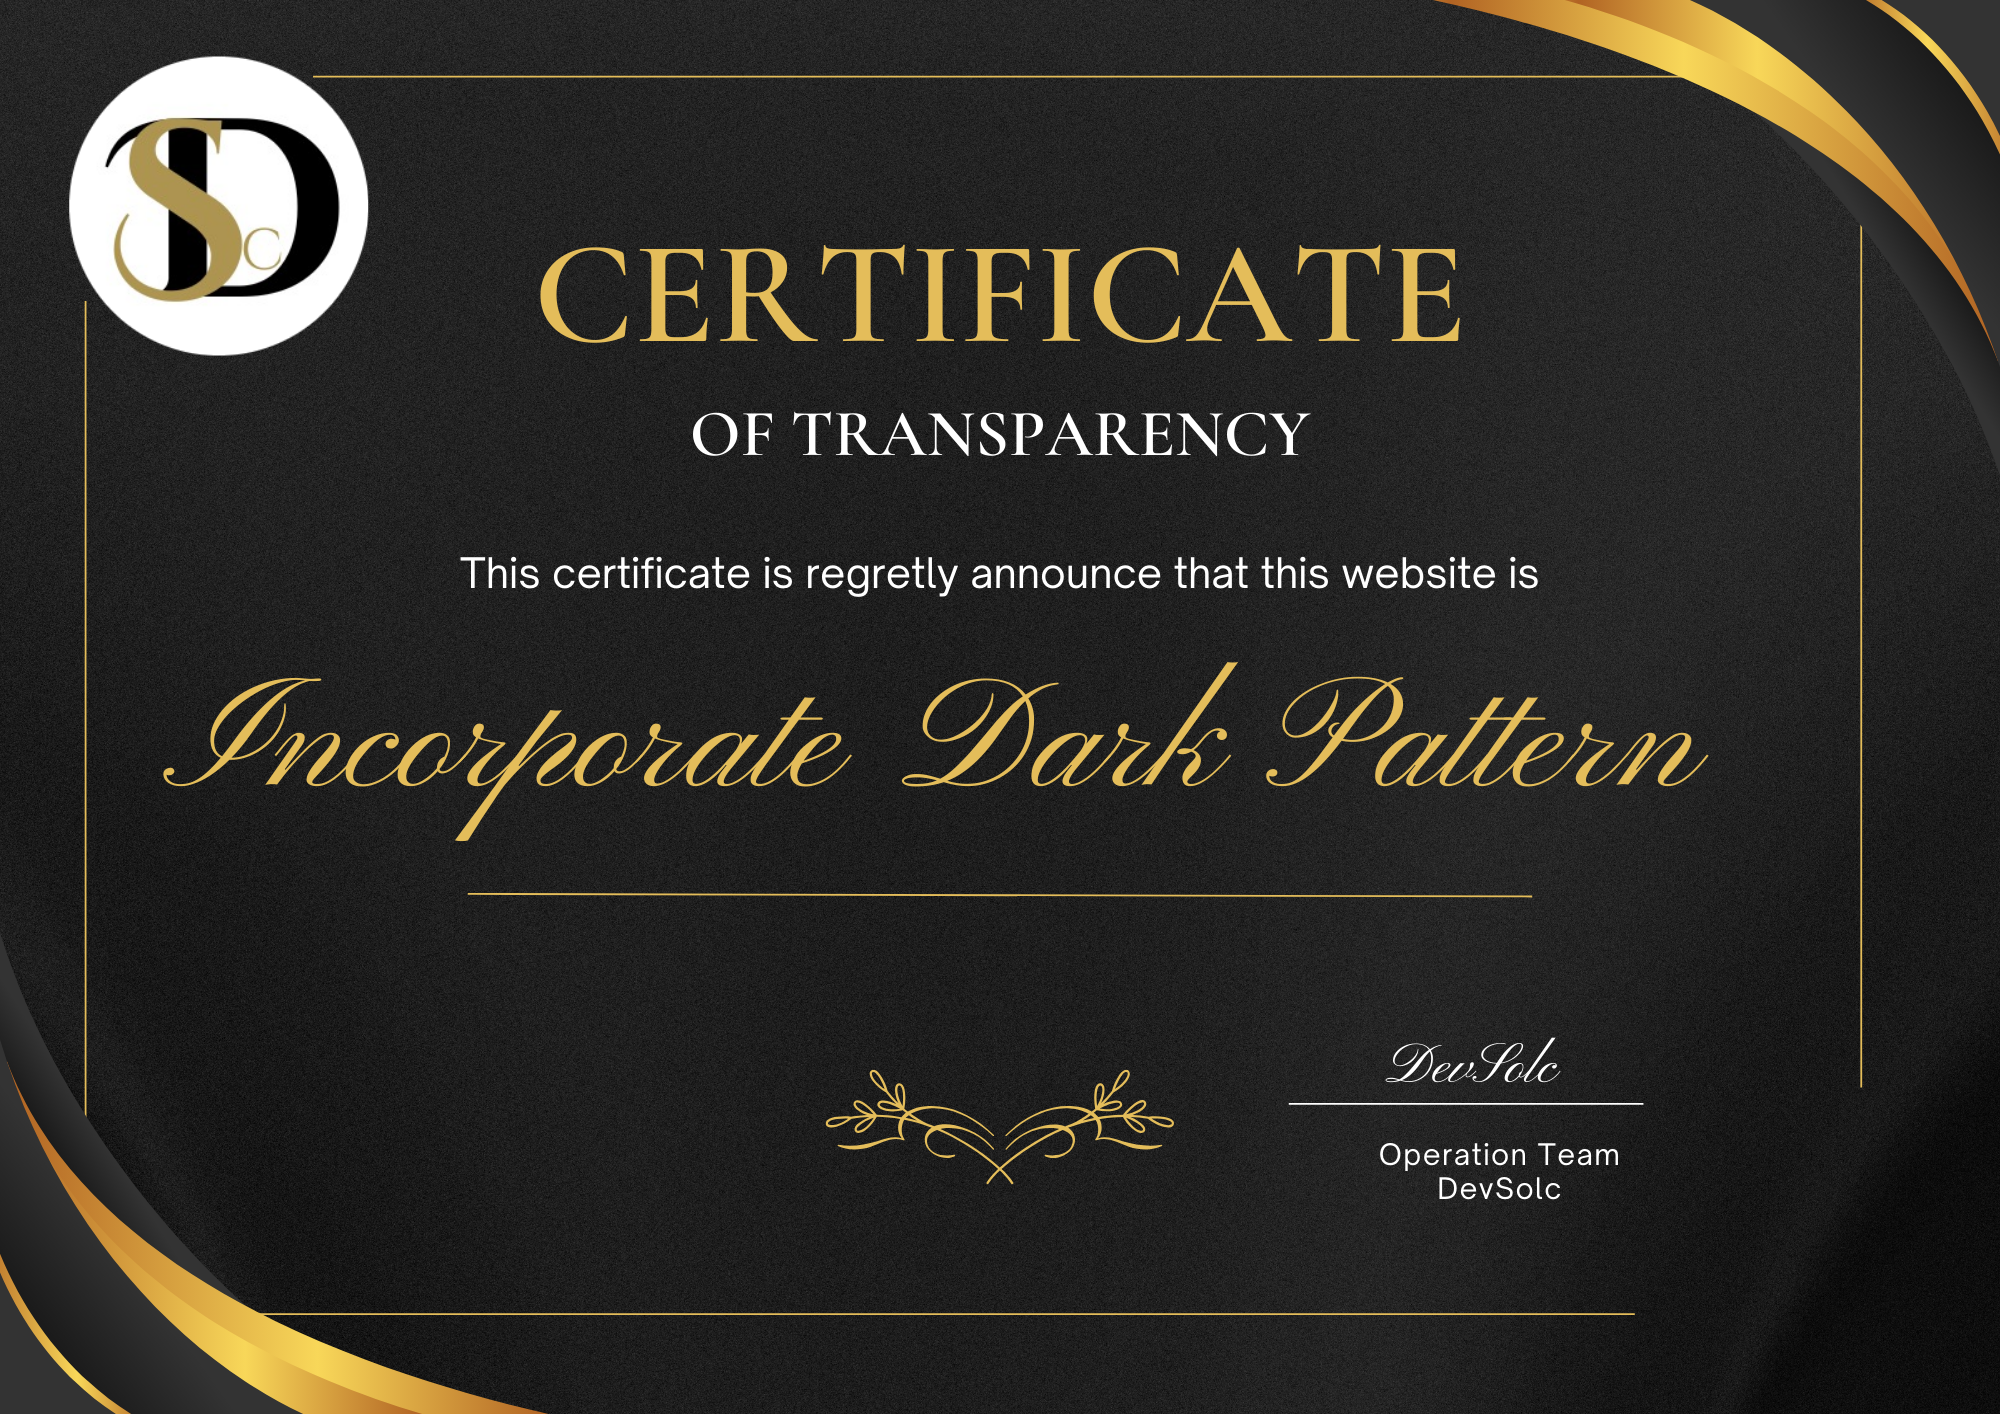 SDC
CERTIFICATE
OF TRANSPARENCY
This certificate is regretly announce that this website is
Incorporate Dark Pattern
DevSolc
Operation Team
DevSolc